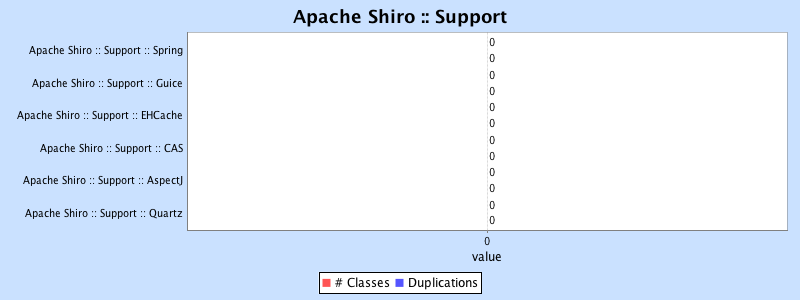 Apache Shiro :: Support
Apache Shiro :: Support :: Spring
0
0
Apache Shiro :: Support :: Guice
0
0
Apache Shiro :: Support :: EHCache
0
0
Apache Shiro :: Support :: CAS
0
0
Apache Shiro :: Support :: AspectJ
0
0
Apache Shiro :: Support :: Quartz
0
0
0
value
# Classes Duplications